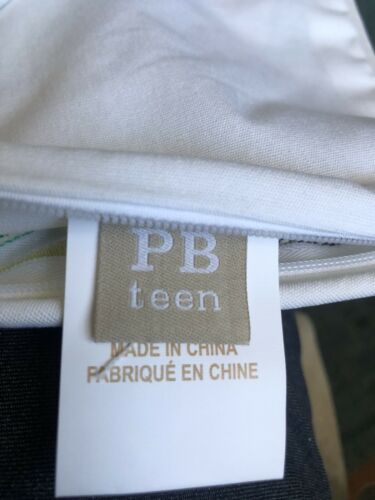 PB
teen
MADE IN CHINA
FABRIQUÉ EN CHINE